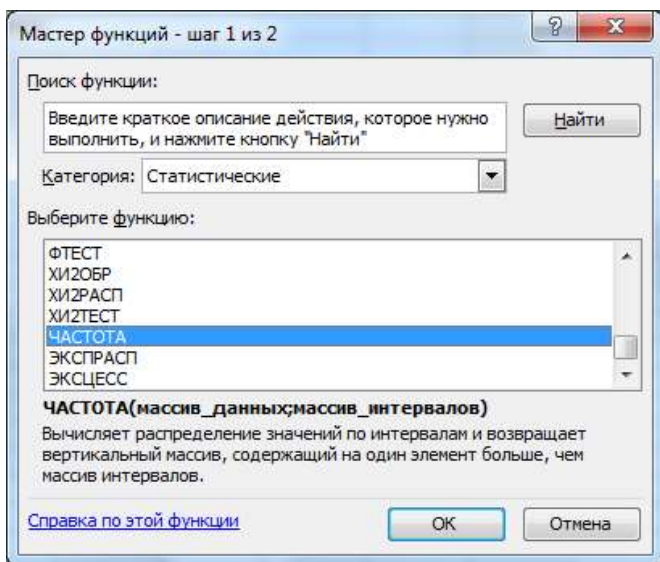 Мастер функций - шаг 1 из 2
Поиск функции:
Введите краткое описание действия, которое нужно
выполнить, и нажмите кнопку "Найти"
Найти
Категория: Статистические
Выберите функцию:
ФТЕСТ
ХИ2ОБР
ХИ2РАСП
ХИ2ТЕСТ
ЧАСТОТА
ЭКСПРАСП
ЭКСЦЕСС
ЧАСТОТА(массив_данных;массив_интервалов)
Вычисляет распределение значений по интервалам и возвращает
вертикальный массив, содержащий на один элемент больше, чем
массив интервалов.
Справка по этой функции
ОК
Отмена